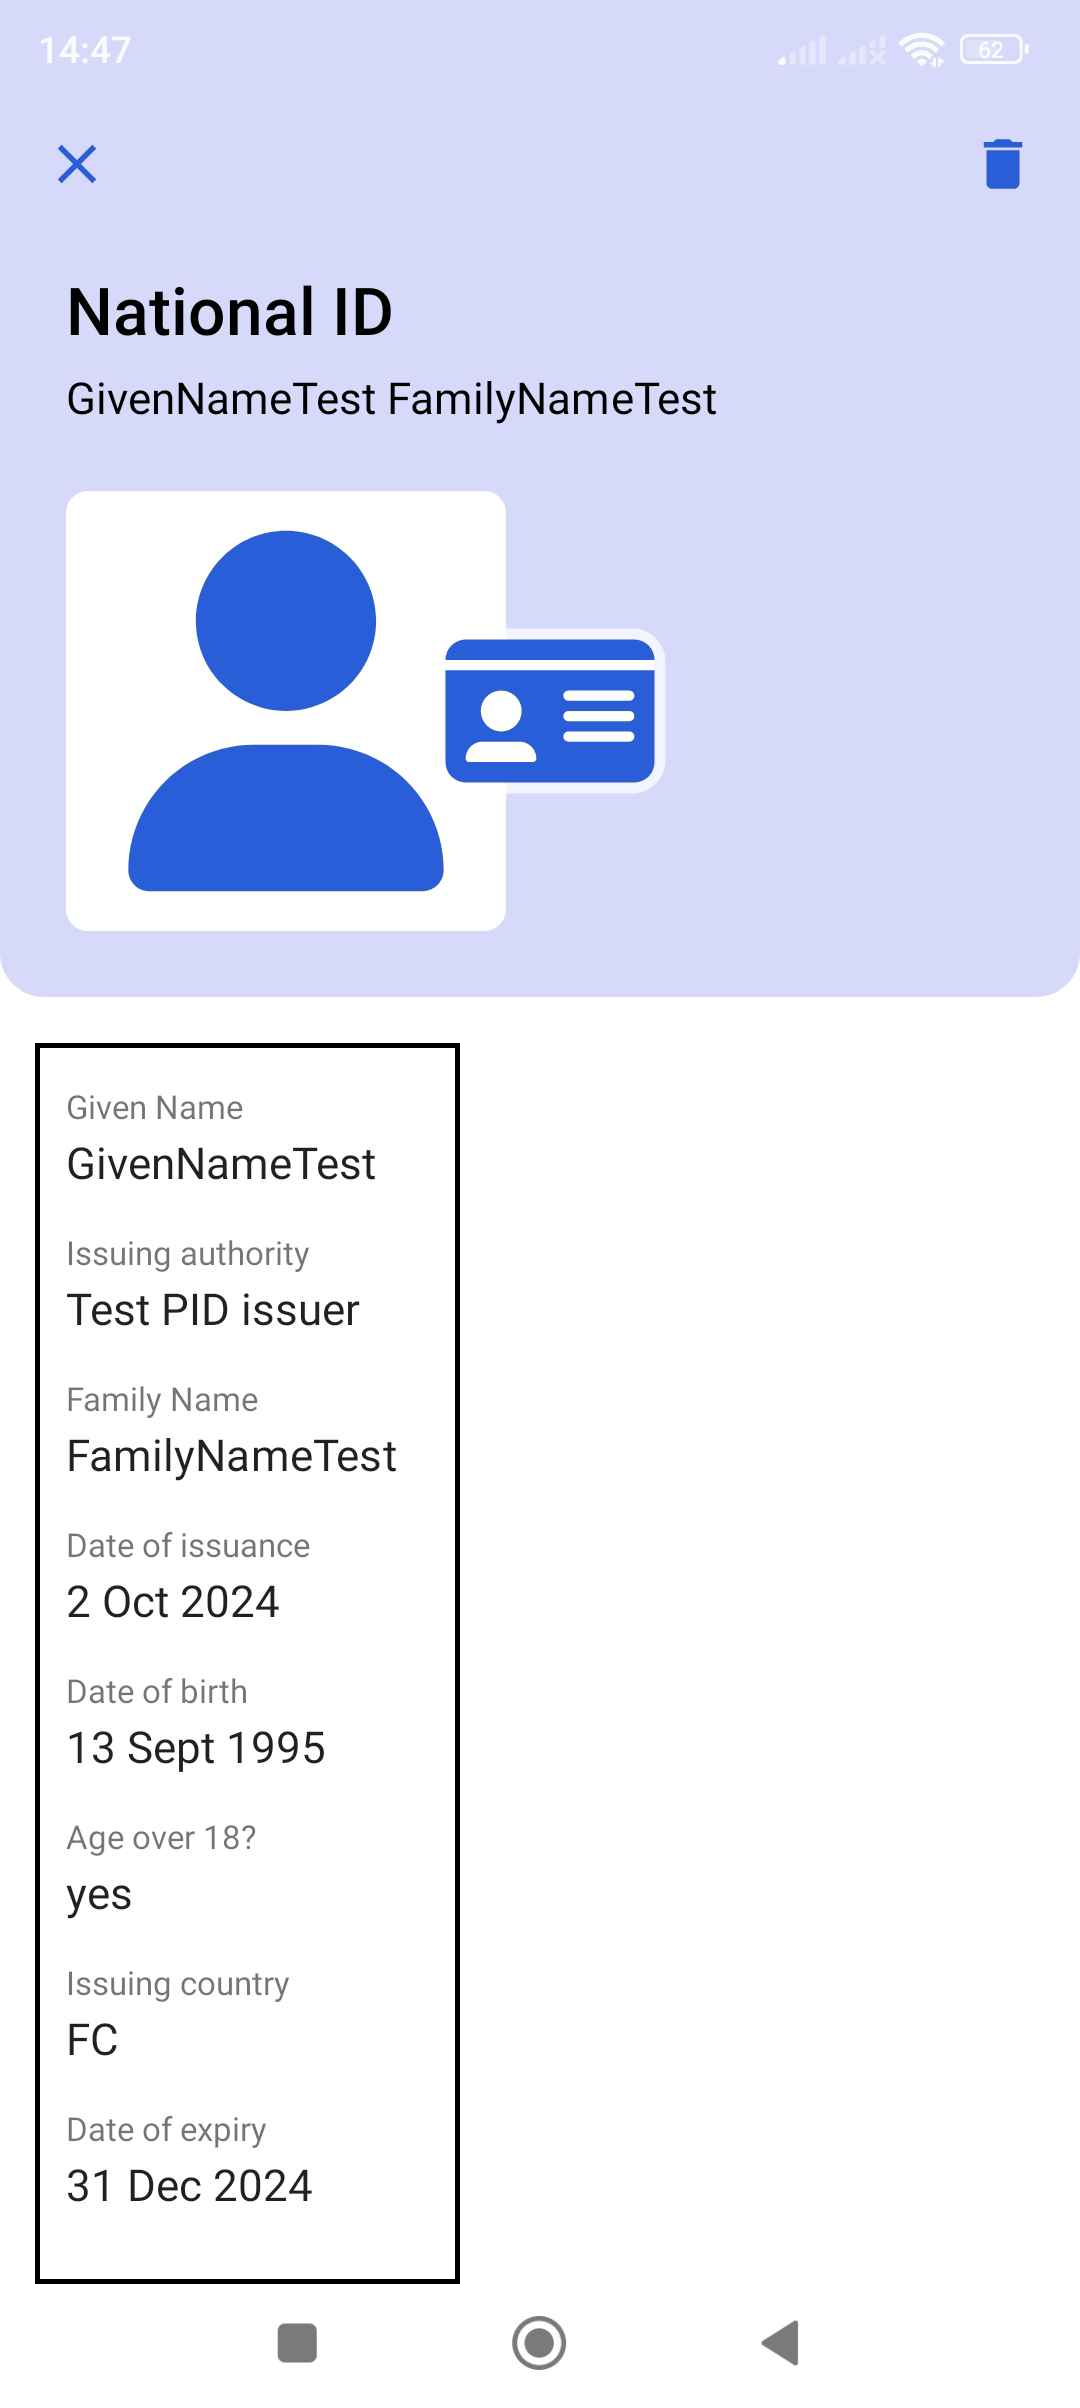 14:47
62
National ID
GivenNameTest FamilyNameTest
Given Name
GivenNameTest
Issuing authority
Test PID issuer
Family Name
FamilyNameTest
Date of issuance
2 Oct 2024
Date of birth
13 Sept 1995
Age over 18?
yes
Issuing country
FC
Date of expiry
31 Dec 2024